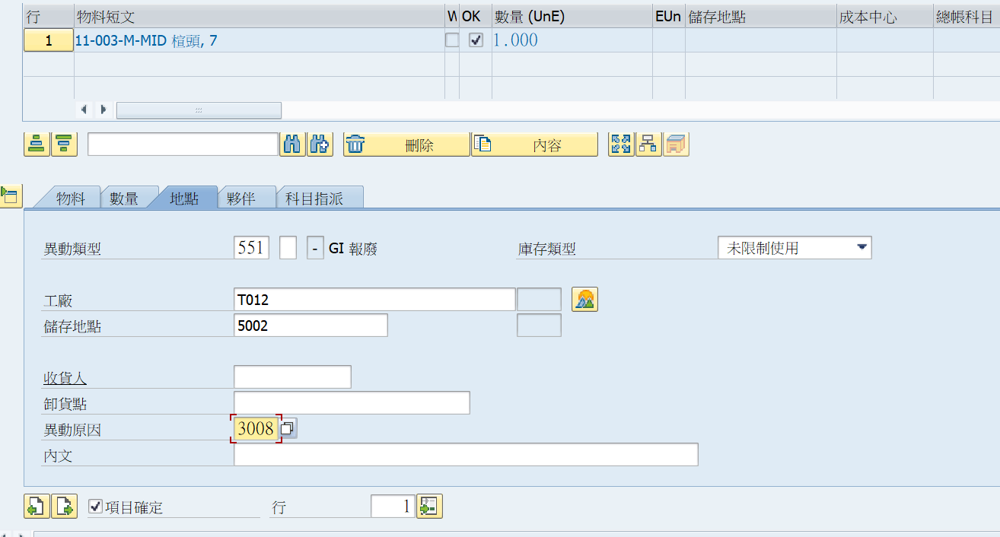 行 物料短文 W OK 數量 (UnE) EUn 儲存地點 成本中心 總帳科目
1 11-003-M-MID 楦頭, 7 1.000
刪除 內容
物料 數量 地點 夥伴 科目指派
異動類型 551 - GI 報廢 庫存類型 未限制使用
工廠 T012
儲存地點 5002
收貨人
卸貨點
異動原因 3008
內文
項目確定 行 1